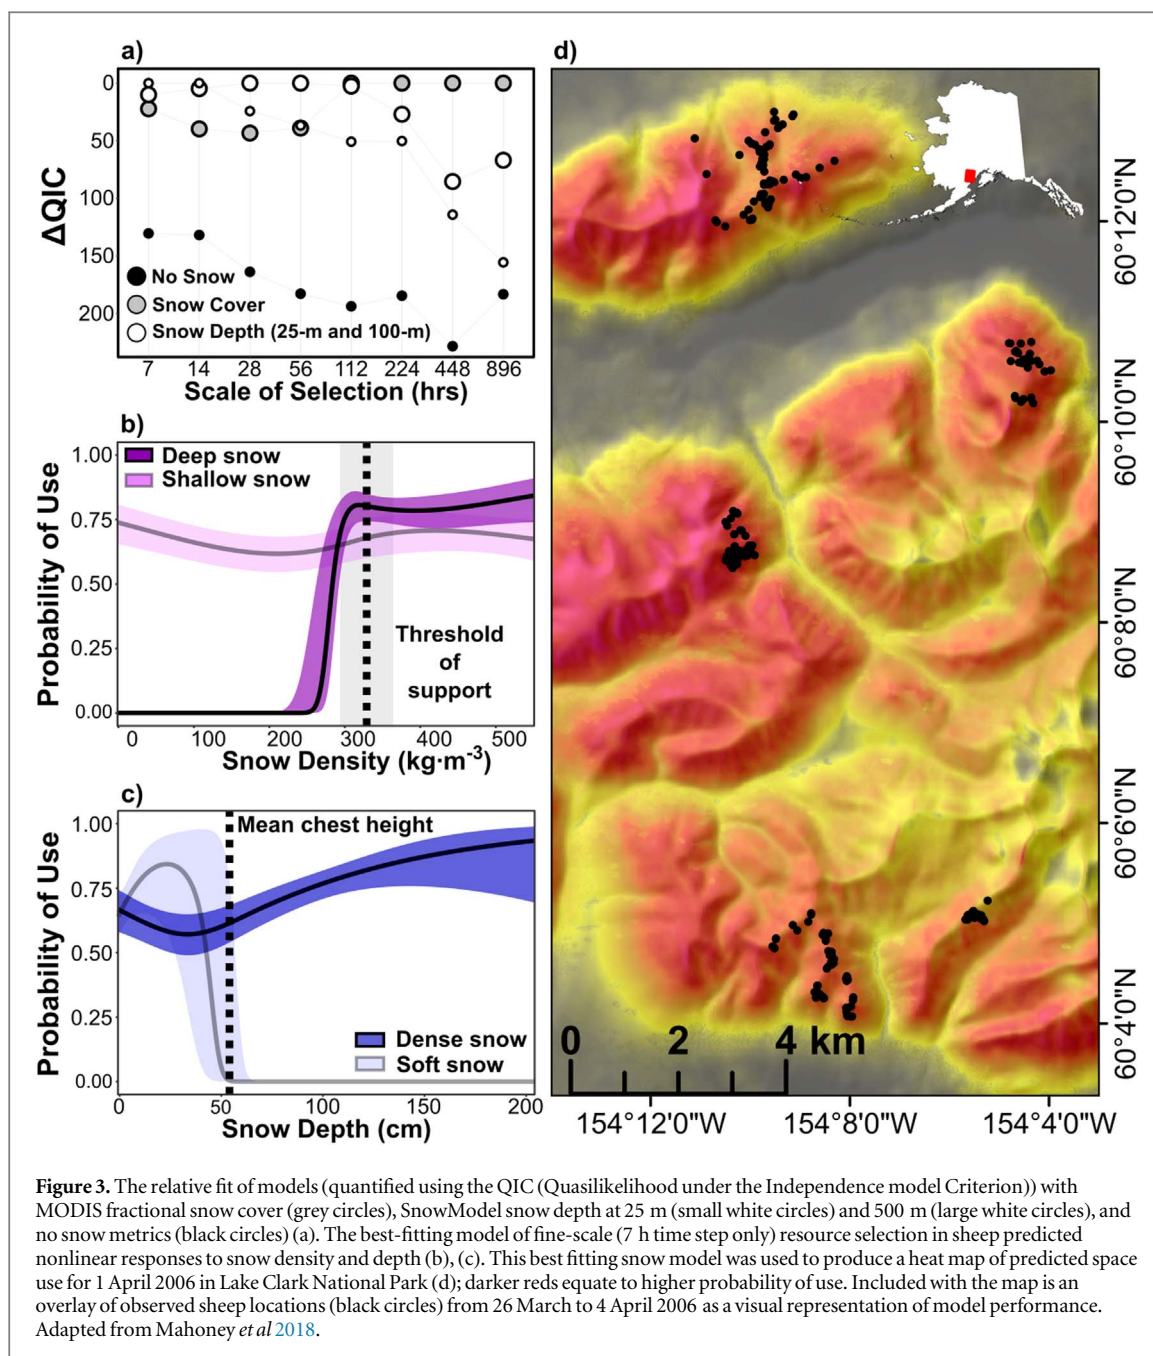 a)
0
50
100
150
200
ΔQIC
No Snow
Snow Cover
Snow Depth (25-m and 100-m)
7 14 28 56 112 224 448 896
Scale of Selection (hrs)
b)
1.00
0.75
0.50
0.25
0.00
Probability of Use
Deep snow
Shallow snow
Threshold
of
support
0 100 300 400 500
Snow Density (kg·m-3)
c)
1.00
0.75
0.50
0.25
0.00
Probability of Use
Mean chest height
Dense snow
Soft snow
0 50 100 150 200
Snow Depth (cm)
d)
60°12'0"N
60°10'0"N
60°8'0"N
60°6'0"N
60°4'0"N
0 2 4 km
154°12'0"W 154°8'0"W 154°4'0"W
Figure 3. The relative fit of models (quantified using the QIC (Quasilikelihood under the Independence model Criterion)) with
MODIS fractional snow cover (grey circles), SnowModel snow depth at 25 m (small white circles) and 500 m (large white circles), and
no snow metrics (black circles) (a). The best-fitting model of fine-scale (7 h time step only) resource selection in sheep predicted
nonlinear responses to snow density and depth (b), (c). This best fitting snow model was used to produce a heat map of predicted space
use for 1 April 2006 in Lake Clark National Park (d); darker reds equate to higher probability of use. Included with the map is an
overlay of observed sheep locations (black circles) from 26 March to 4 April 2006 as a visual representation of model performance.
Adapted from Mahoney et al 2018.